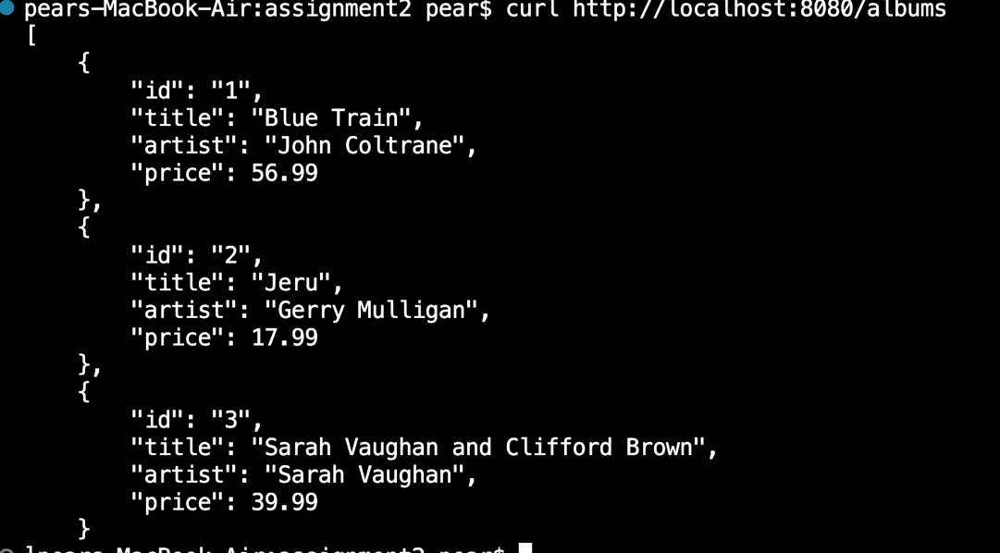 pears-MacBook-Air:assignment2 pear$ curl http://localhost:8080/albums
[
    {
        "id": "1",
        "title": "Blue Train",
        "artist": "John Coltrane",
        "price": 56.99
    },
    {
        "id": "2",
        "title": "Jeru",
        "artist": "Gerry Mulligan",
        "price": 17.99
    },
    {
        "id": "3",
        "title": "Sarah Vaughan and Clifford Brown",
        "artist": "Sarah Vaughan",
        "price": 39.99
    }
]pears-MacBook-Air:assignment2 pear$